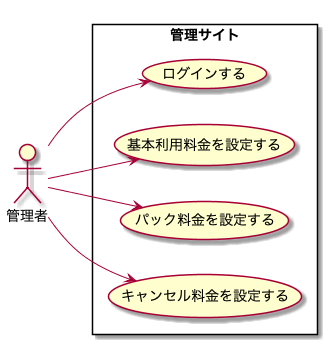 管理サイト
ログインする
基本利用料金を設定する
管理者
パック料金を設定する
キャンセル料金を設定する